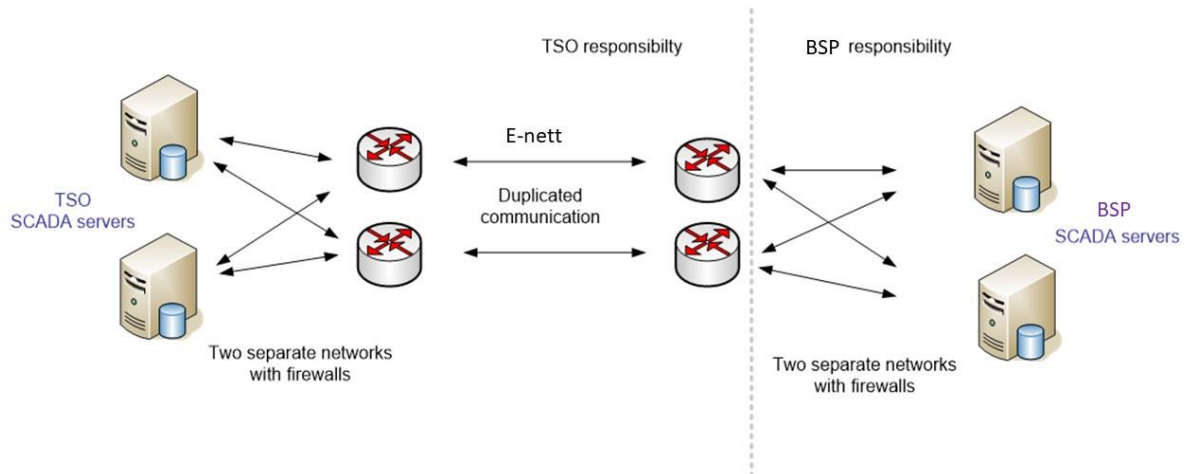 TSO responsibilty
BSP responsibility
E-nett
Duplicated
communication
TSO
SCADA servers
BSP
SCADA servers
Two separate networks
with firewalls
Two separate networks
with firewalls